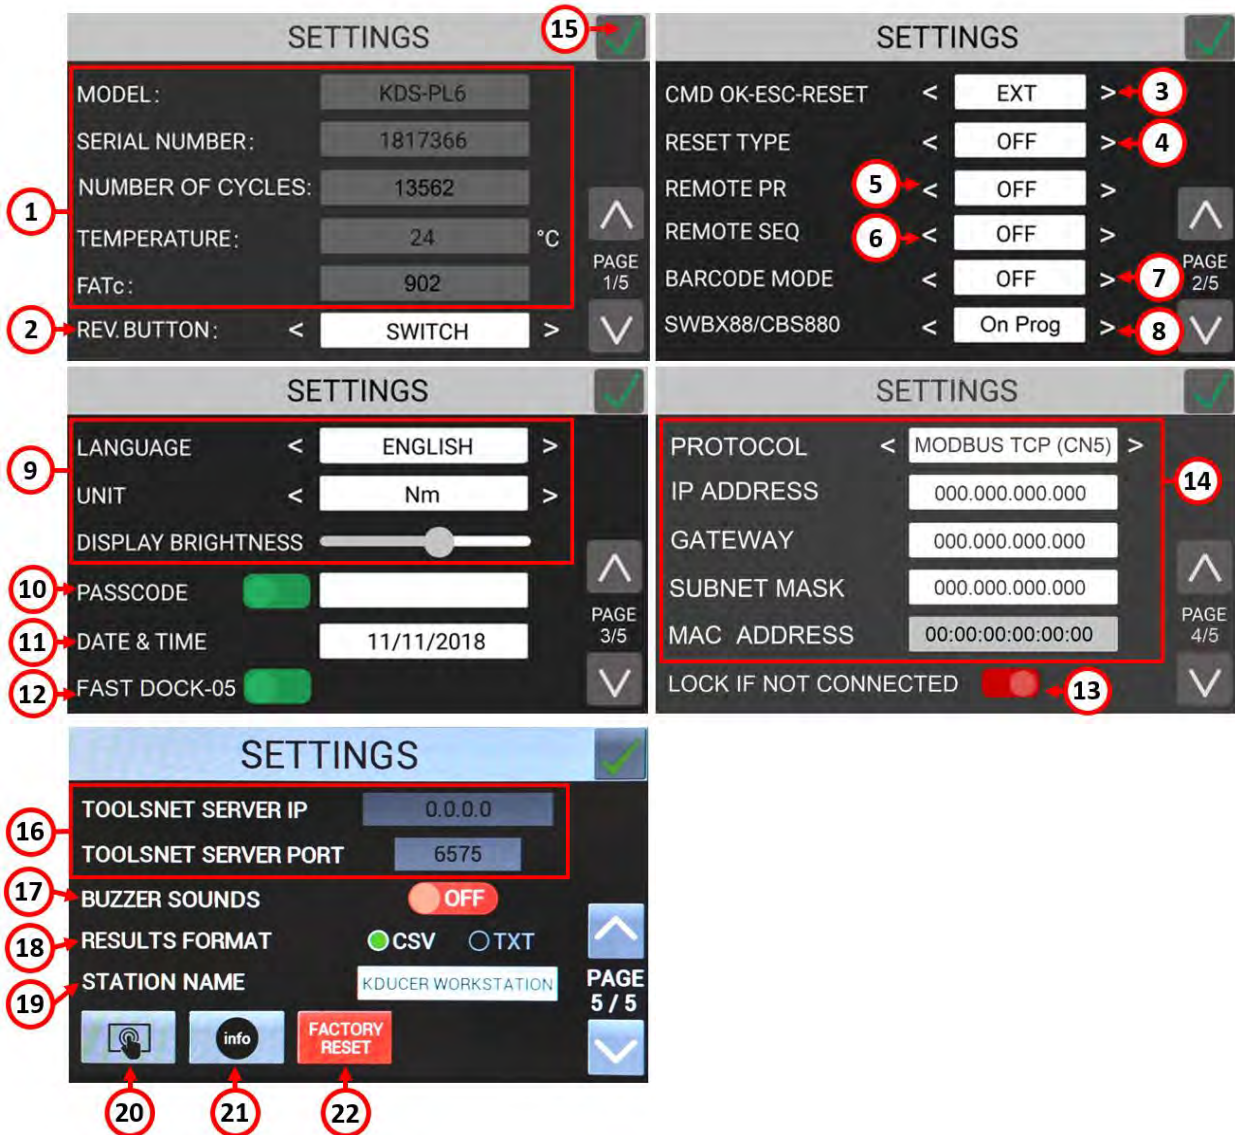 SETTINGS 15
MODEL: KDS-PL6
SERIAL NUMBER: 1817366
NUMBER OF CYCLES: 13562
1
TEMPERATURE: 24 °C
FATc: 902
PAGE
1/5
2 REV. BUTTON: < SWITCH >
SETTINGS
CMD OK-ESC-RESET < EXT > 3
RESET TYPE < OFF > 4
REMOTE PR 5 < OFF >
REMOTE SEQ 6 < OFF >
BARCODE MODE < OFF > 7
PAGE
2/5
SWBX88/CBS880 < On Prog > 8
SETTINGS
9
LANGUAGE < ENGLISH >
UNIT < Nm >
DISPLAY BRIGHTNESS
10 PASSCODE
PAGE
3/5
11 DATE & TIME 11/11/2018
12 FAST DOCK-05
SETTINGS
PROTOCOL < MODBUS TCP (CN5) >
14
IP ADDRESS 000.000.000.000
GATEWAY 000.000.000.000
SUBNET MASK 000.000.000.000
MAC ADDRESS 00:00:00:00:00:00
PAGE
4/5
LOCK IF NOT CONNECTED 13
SETTINGS
16
TOOLSNET SERVER IP 0.0.0.0
TOOLSNET SERVER PORT 6575
17 BUZZER SOUNDS OFF
18 RESULTS FORMAT CSV TXT
19 STATION NAME KDUCER WORKSTATION
PAGE
5 / 5
info
FACTORY
RESET
20 21 22